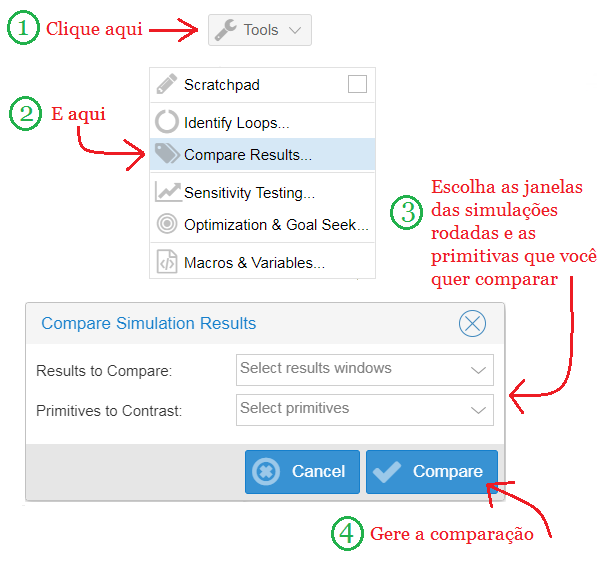 1 Clique aqui
Tools
Scratchpad
2 E aqui
Identify Loops...
Compare Results...
Sensitivity Testing...
Optimization & Goal Seek...
Macros & Variables...
3 Escolha as janelas
das simulações
rodadas e as
primitivas que você
quer comparar
Compare Simulation Results
Results to Compare:
Select results windows
Primitives to Contrast:
Select primitives
Cancel
Compare
4 Gere a comparação